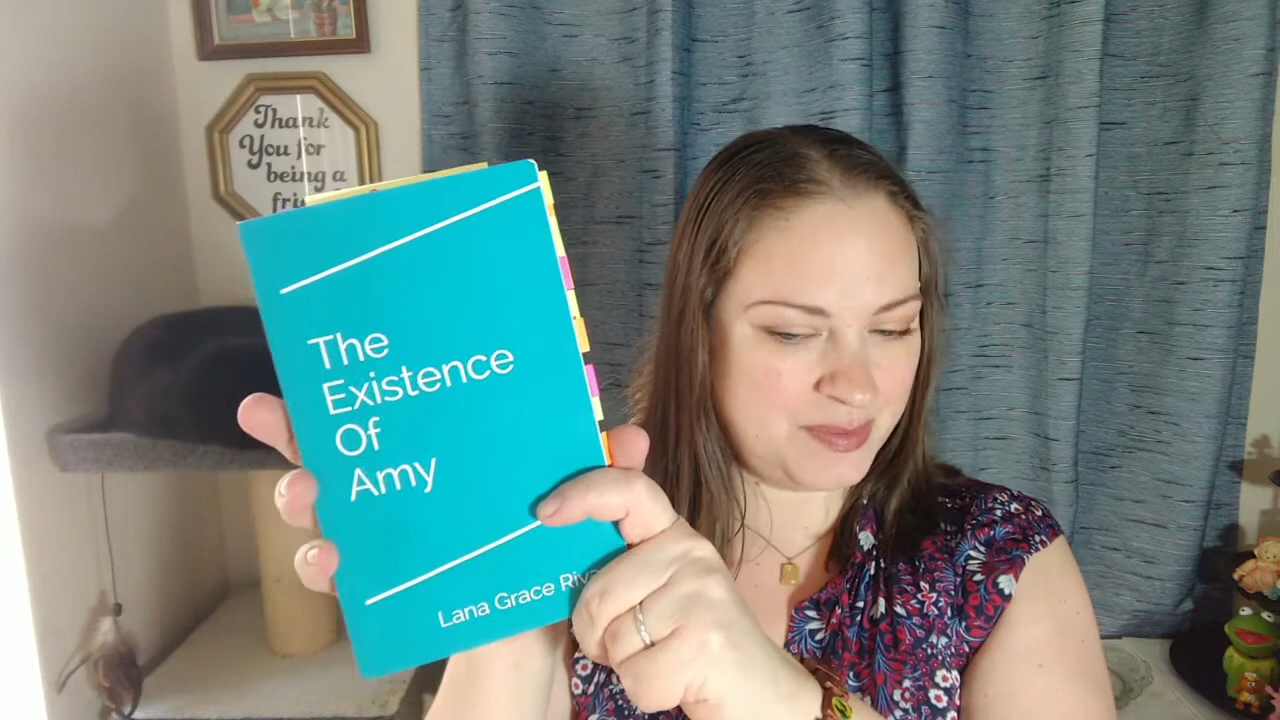 Thank
You for
being a
The
Existence
Of
Amy
Lana Grace